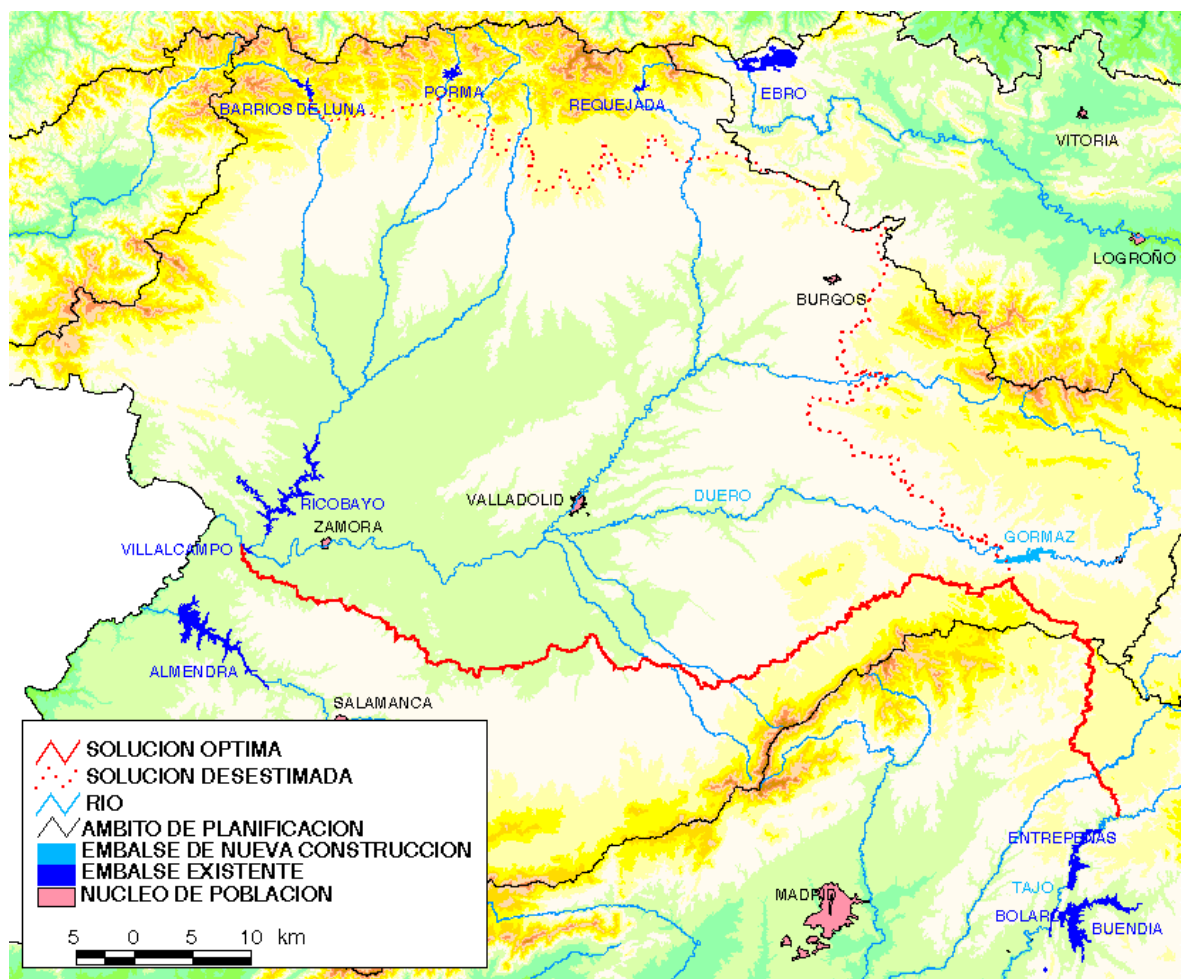 BARRIOS DE LUNA
PORMA
REQUEJADA
EBRO
VITORIA
LOGROÑO
BURGOS
RICOBAYO
ZAMORA
VALLADOLID
DUERO
GORMAZ
VILLALCAMPO
ALMENDRA
SALAMANCA
SOLUCION OPTIMA
SOLUCION DESESTIMADA
RIO
AMBITO DE PLANIFICACION
EMBALSE DE NUEVA CONSTRUCCION
EMBALSE EXISTENTE
NUCLEO DE POBLACION
5 0 5 10 km
MADRID
ENTREPEÑAS
TAJO
BUENDIA